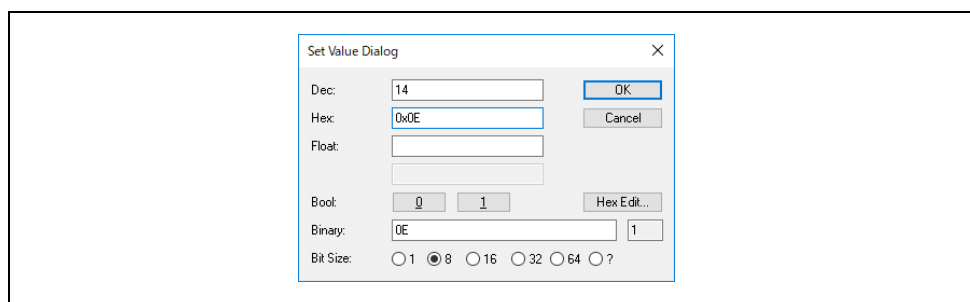 Set Value Dialog
Dec: 14 OK
Hex: 0x0E Cancel
Float:
Bool: 0 1 Hex Edit...
Binary: 0E 1
Bit Size: 1 8 16 32 64 ?